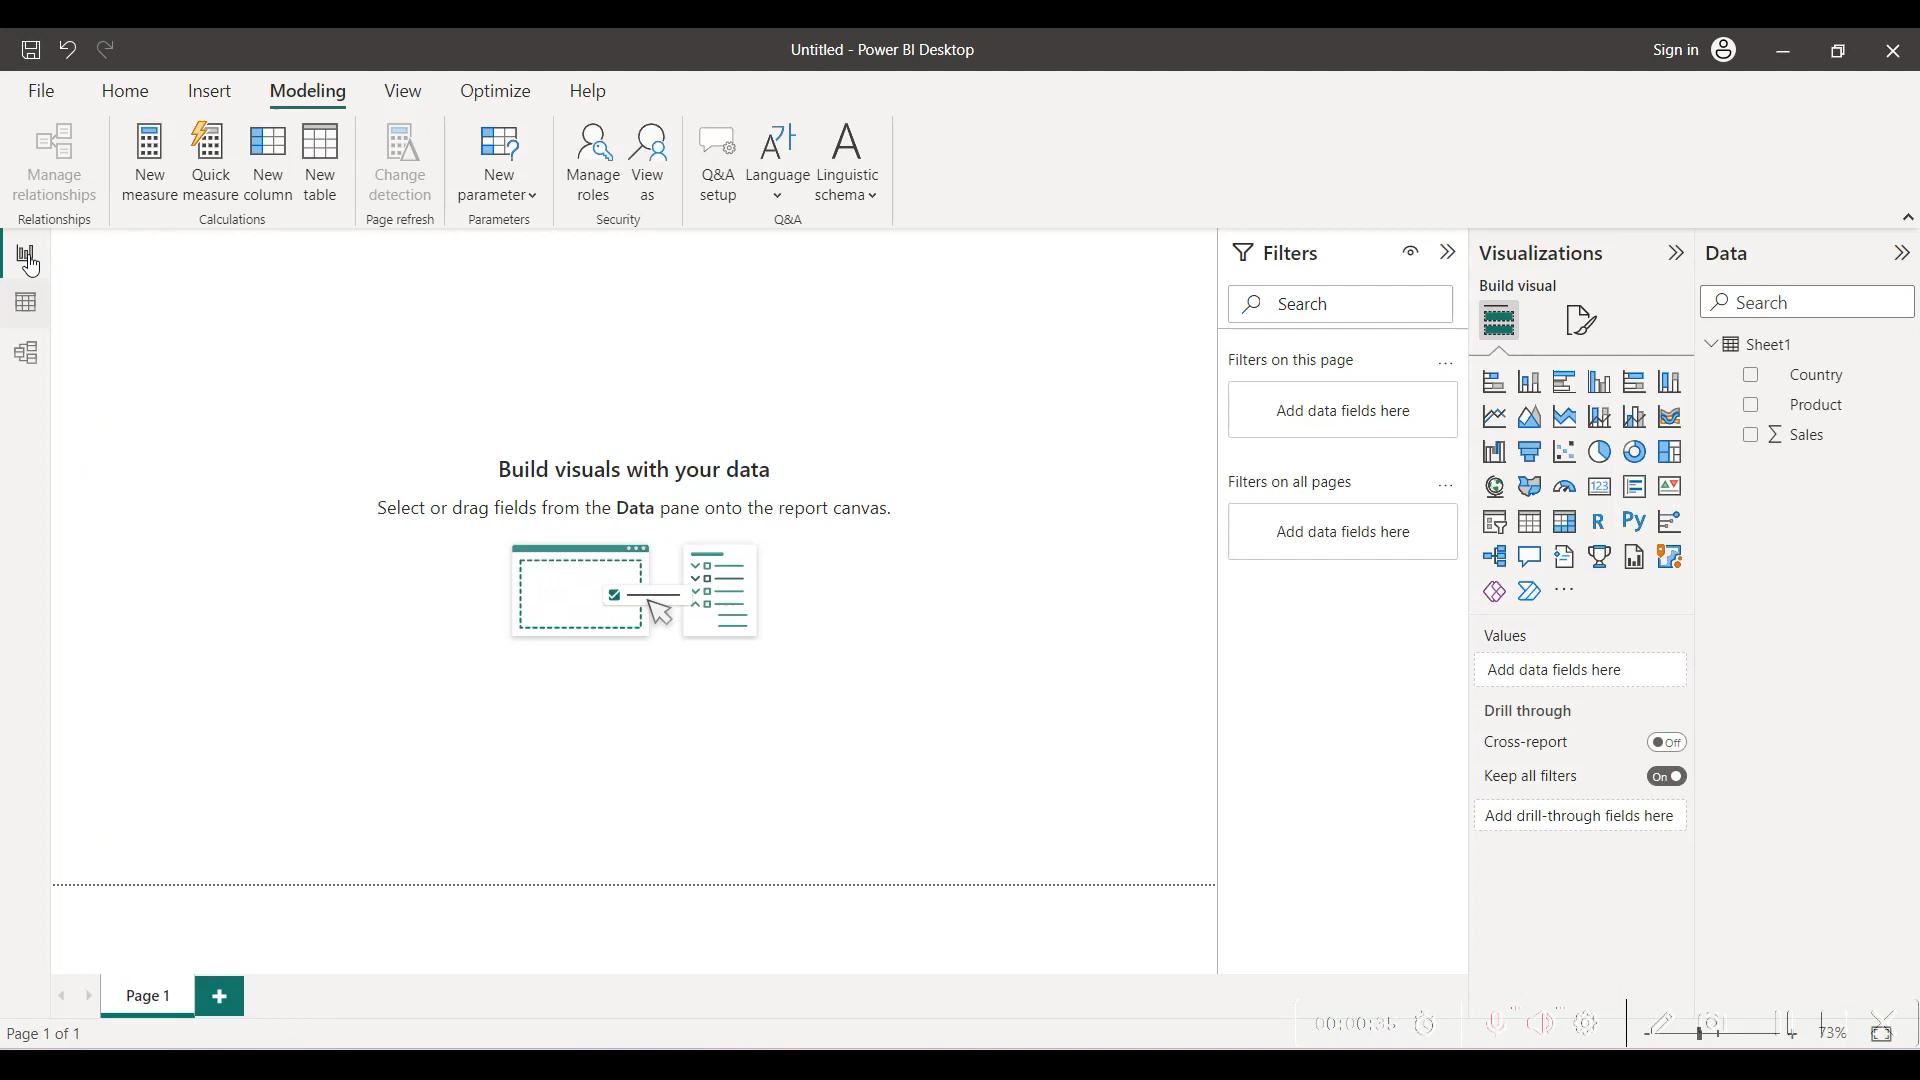 Untitled - Power BI Desktop
Sign in
File Home Insert Modeling View Optimize Help
Manage relationships
New measure
Quick measure
New column
New table
Change detection
New parameter
Manage roles
View as
Q&A setup
Language
Linguistic schema
Relationships
Calculations
Page refresh
Parameters
Security
Q&A
Build visuals with your data
Select or drag fields from the Data pane onto the report canvas.
Filters
Search
Filters on this page
...
Add data fields here
Filters on all pages
...
Add data fields here
Visualizations
Build visual
123
R
Py
...
Values
Add data fields here
Drill through
Cross-report
Off
Keep all filters
On
Add drill-through fields here
Data
Search
Sheet1
Country
Product
Σ Sales
Page 1
+
Page 1 of 1
00:00:35
- + 73%